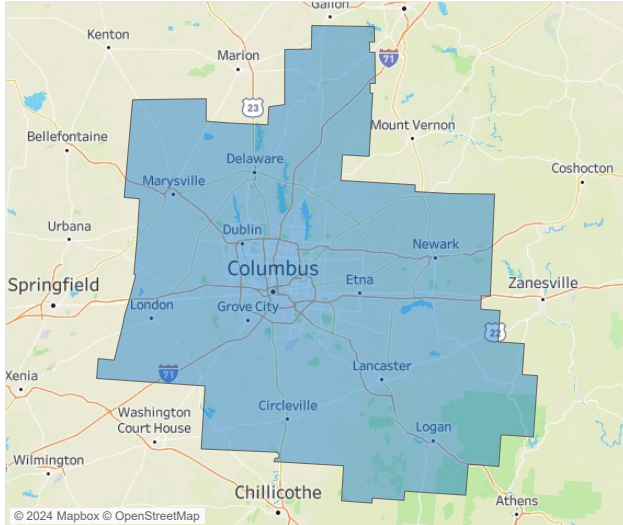 Galion
Kenton
Marion
71
23
Mount Vernon
Bellefontaine
Delaware
Coshocton
Marysville
Urbana
Dublin
Newark
Columbus
Springfield
Etna
Zanesville
London
Grove City
22
Lancaster
71
Xenia
Circleville
Washington
Court House
Logan
Wilmington
Chillicothe
Athens
© 2024 Mapbox © OpenStreetMap